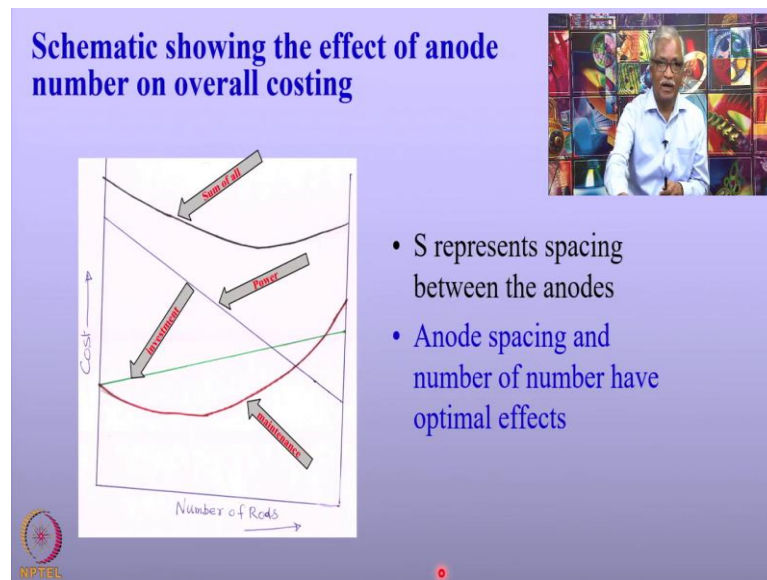 Schematic showing the effect of anode
number on overall costing
Sum of all
Power
investment
maintenance
Cost
Number of Rods
• S represents spacing
between the anodes
• Anode spacing and
number of number have
optimal effects
NPTEL